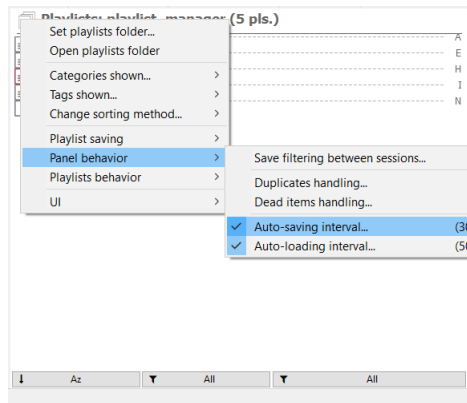 Playlists: playlist_manager (5 pls.)
Set playlists folder...
Open playlists folder
Categories shown...
Tags shown...
Change sorting method...
Playlist saving
Panel behavior
Playlists behavior
UI
Save filtering between sessions...
Duplicates handling...
Dead items handling...
Auto-saving interval... (30
Auto-loading interval... (50
A
E
H
I
N
Az
All
All